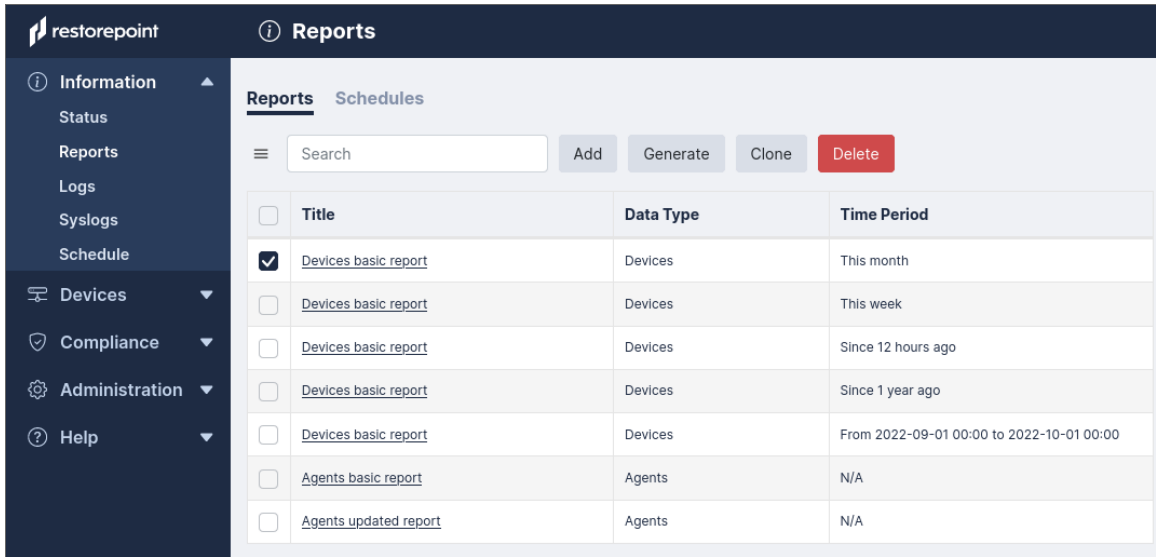 restorepoint
Reports
Information
Status
Reports
Logs
Syslogs
Schedule
Devices
Compliance
Administration
Help
Reports Schedules
Search Add Generate Clone Delete
Title Data Type Time Period
Devices basic report Devices This month
Devices basic report Devices This week
Devices basic report Devices Since 12 hours ago
Devices basic report Devices Since 1 year ago
Devices basic report Devices From 2022-09-01 00:00 to 2022-10-01 00:00
Agents basic report Agents N/A
Agents updated report Agents N/A